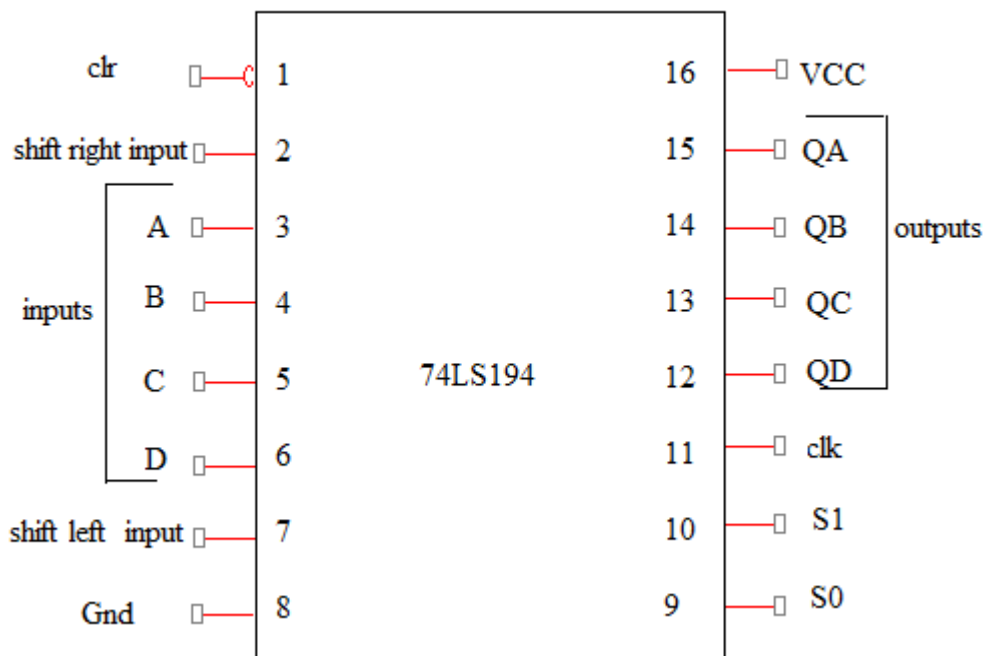 clr 1 16 VCC
shift right input 2 15 QA
A 3 14 QB outputs
inputs B 4 13 QC
C 5 74LS194 12 QD
D 6 11 clk
shift left input 7 10 S1
Gnd 8 9 S0